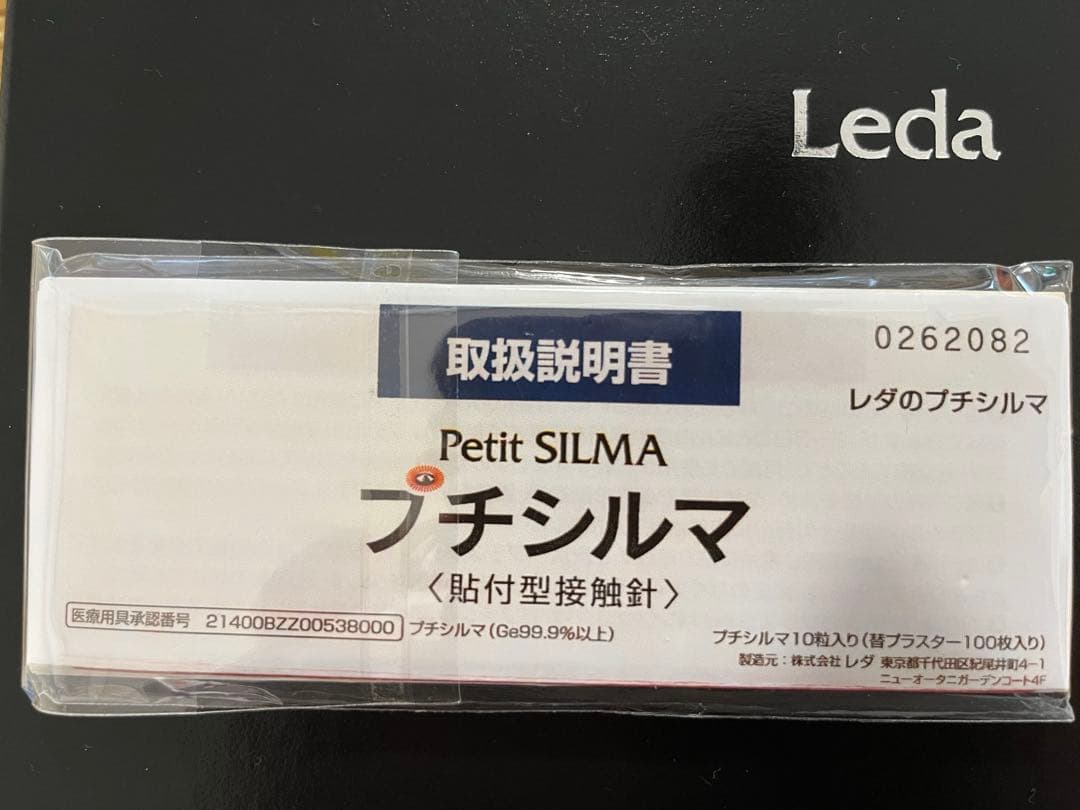 Leda
取扱説明書
0262082
レダのプチシルマ
Petit SILMA
プチシルマ
〈貼付型接触針〉
医療用具承認番号 21400BZZ00538000 プチシルマ(Ge99.9%以上)
プチシルマ10粒入り(替プラスター100枚入り)
製造元:株式会社 レダ 東京都千代田区紀尾井町4−1
ニューオータニガーデンコート4F